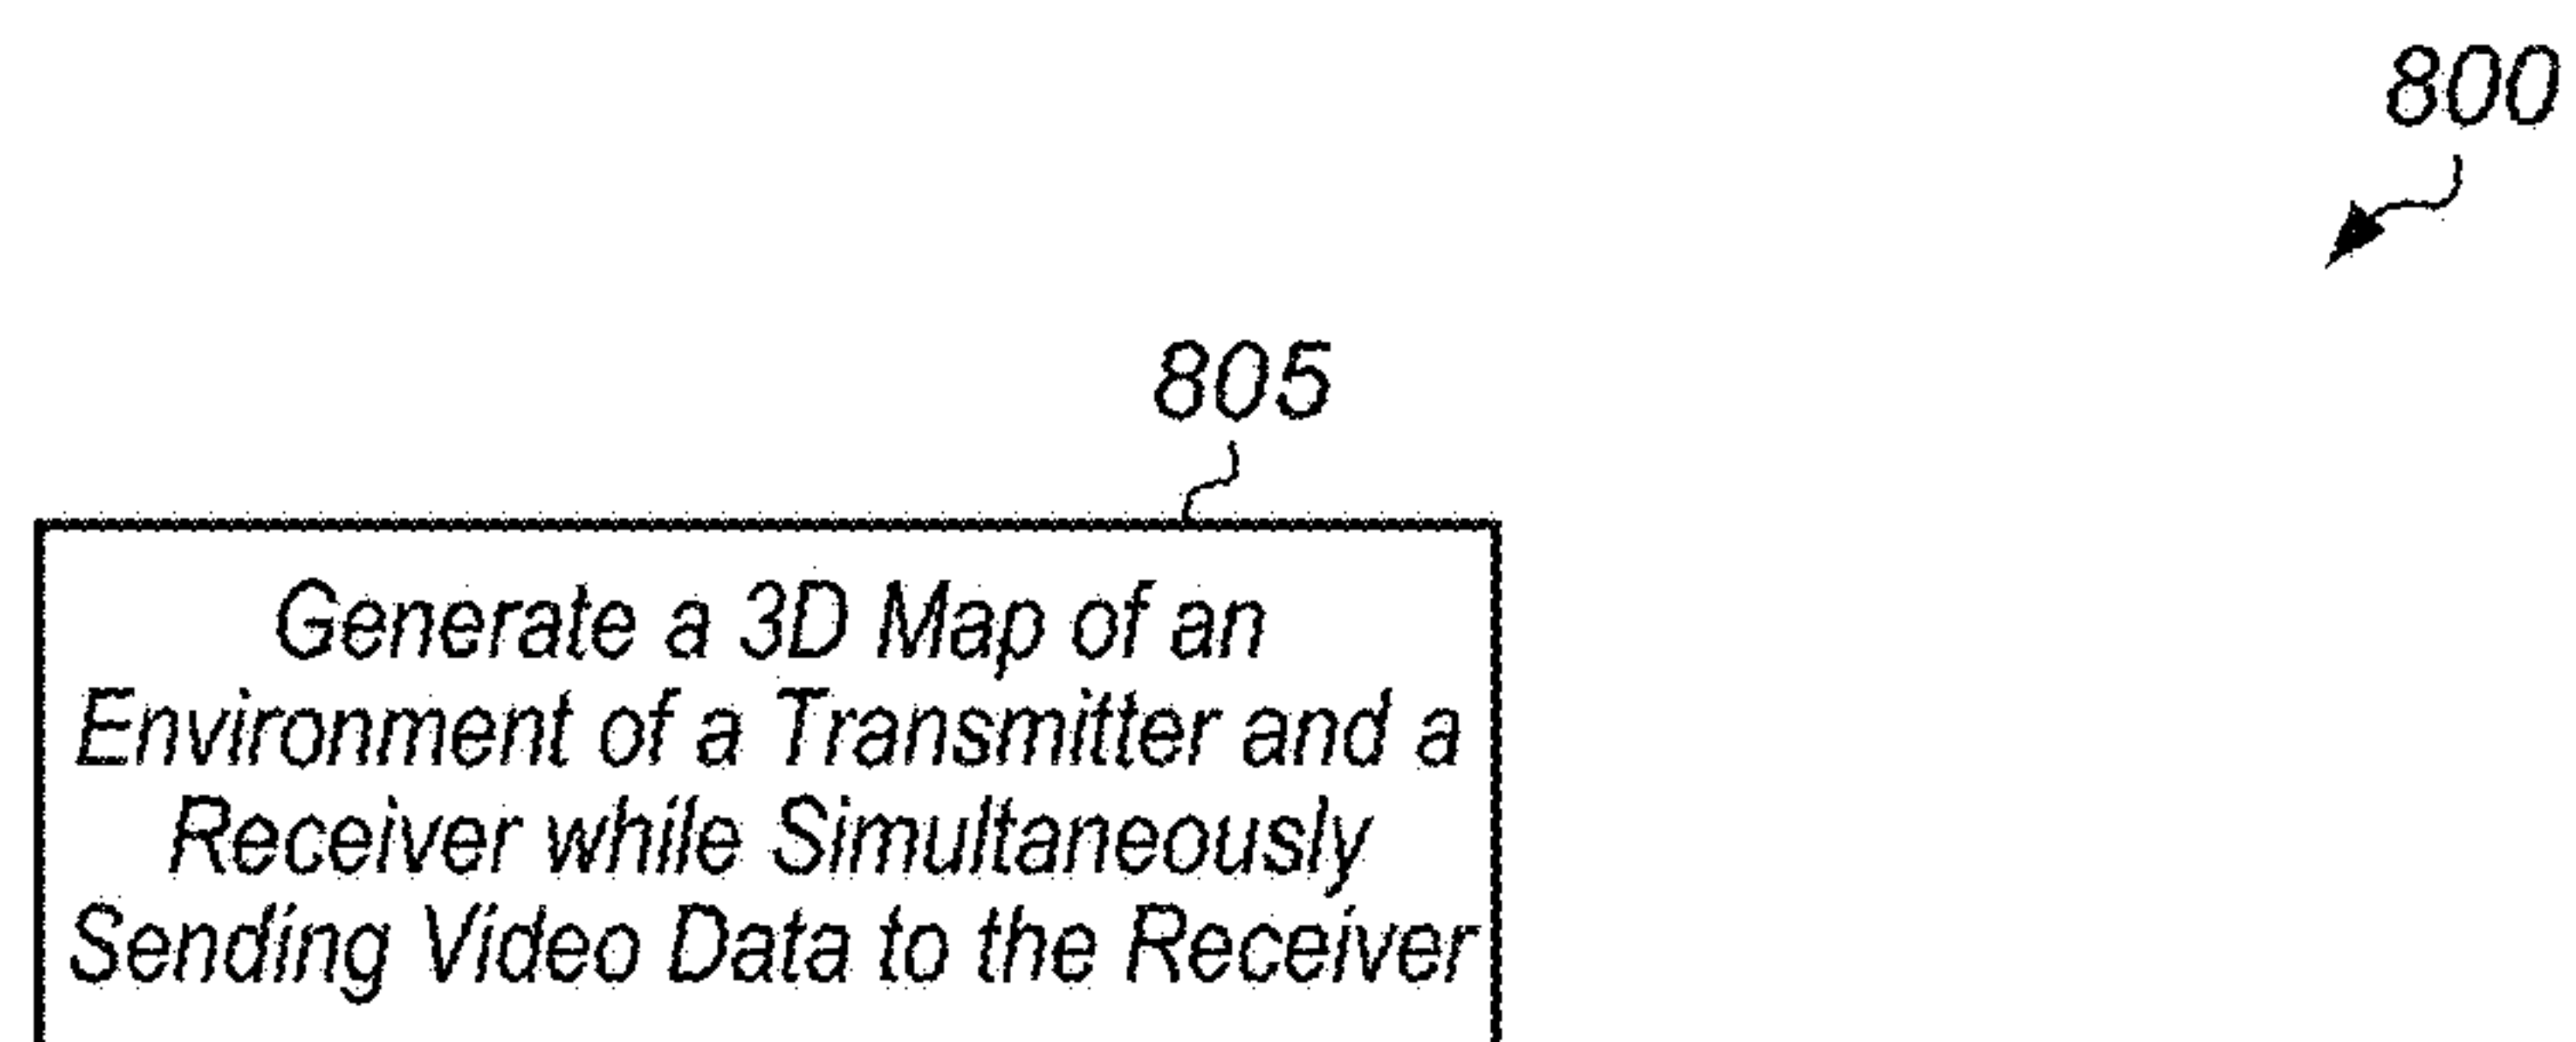 800
805
Generate a 3D Map of an
Environment of a Transmitter and a
Receiver while Simultaneously
Sending Video Data to the Receiver